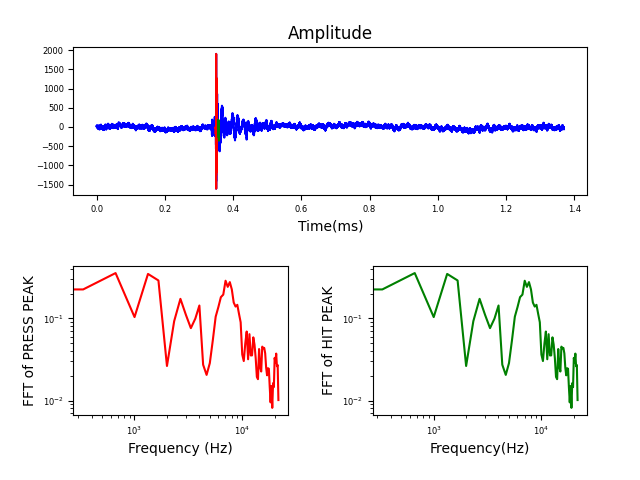 Amplitude
2000
1500
1000
500
0
−500
−1000
−1500
0.0 0.2 0.4 0.6 0.8 1.0 1.2 1.4
Time(ms)
FFT of PRESS PEAK
10⁻¹
10⁻²
10³ 10⁴
Frequency (Hz)
FFT of HIT PEAK
10⁻¹
10⁻²
10³ 10⁴
Frequency(Hz)